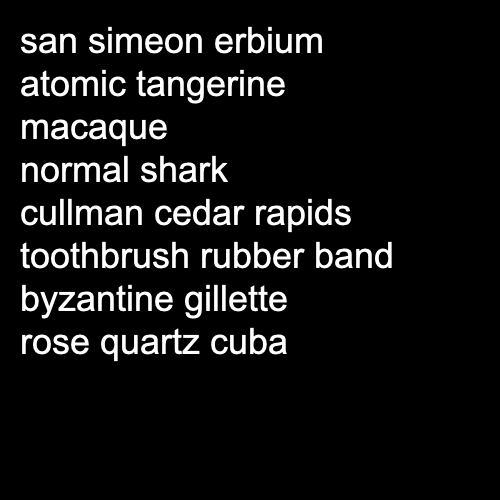 san simeon erbium
atomic tangerine
macaque
normal shark
cullman cedar rapids
toothbrush rubber band
byzantine gillette
rose quartz cuba